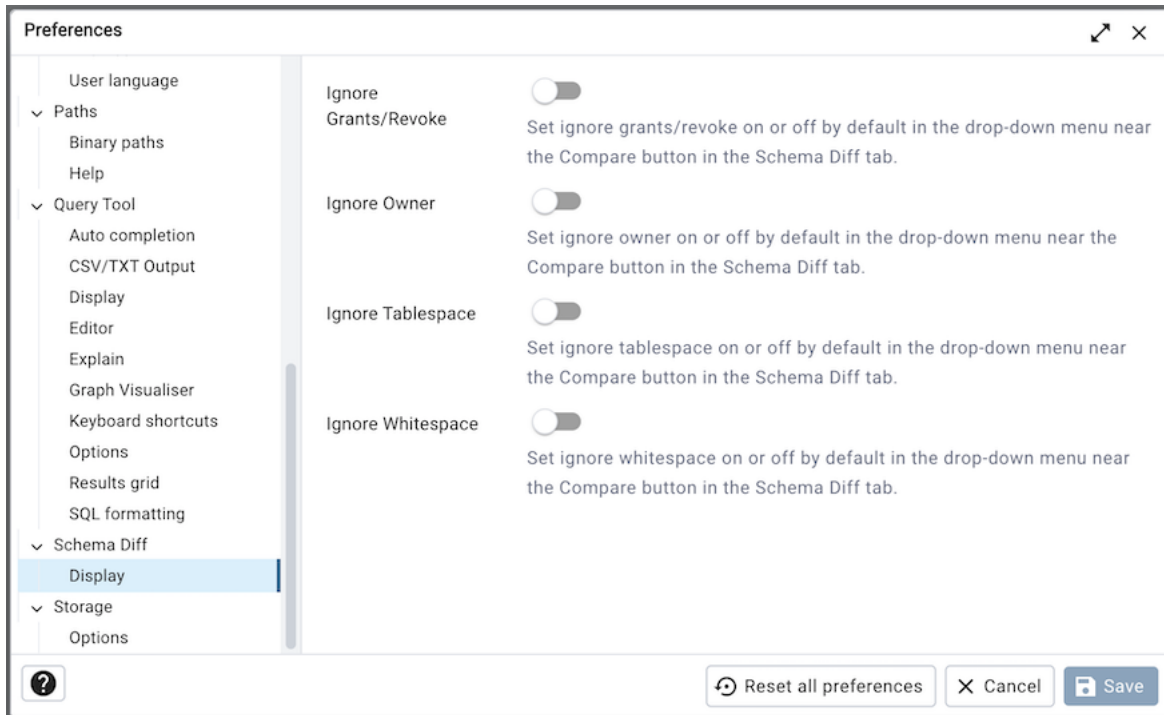 Preferences
User language
Paths
Binary paths
Help
Query Tool
Auto completion
CSV/TXT Output
Display
Editor
Explain
Graph Visualiser
Keyboard shortcuts
Options
Results grid
SQL formatting
Schema Diff
Display
Storage
Options
Ignore
Grants/Revoke
Set ignore grants/revoke on or off by default in the drop-down menu near
the Compare button in the Schema Diff tab.
Ignore Owner
Set ignore owner on or off by default in the drop-down menu near the
Compare button in the Schema Diff tab.
Ignore Tablespace
Set ignore tablespace on or off by default in the drop-down menu near
the Compare button in the Schema Diff tab.
Ignore Whitespace
Set ignore whitespace on or off by default in the drop-down menu near
the Compare button in the Schema Diff tab.
?
Reset all preferences
Cancel
Save